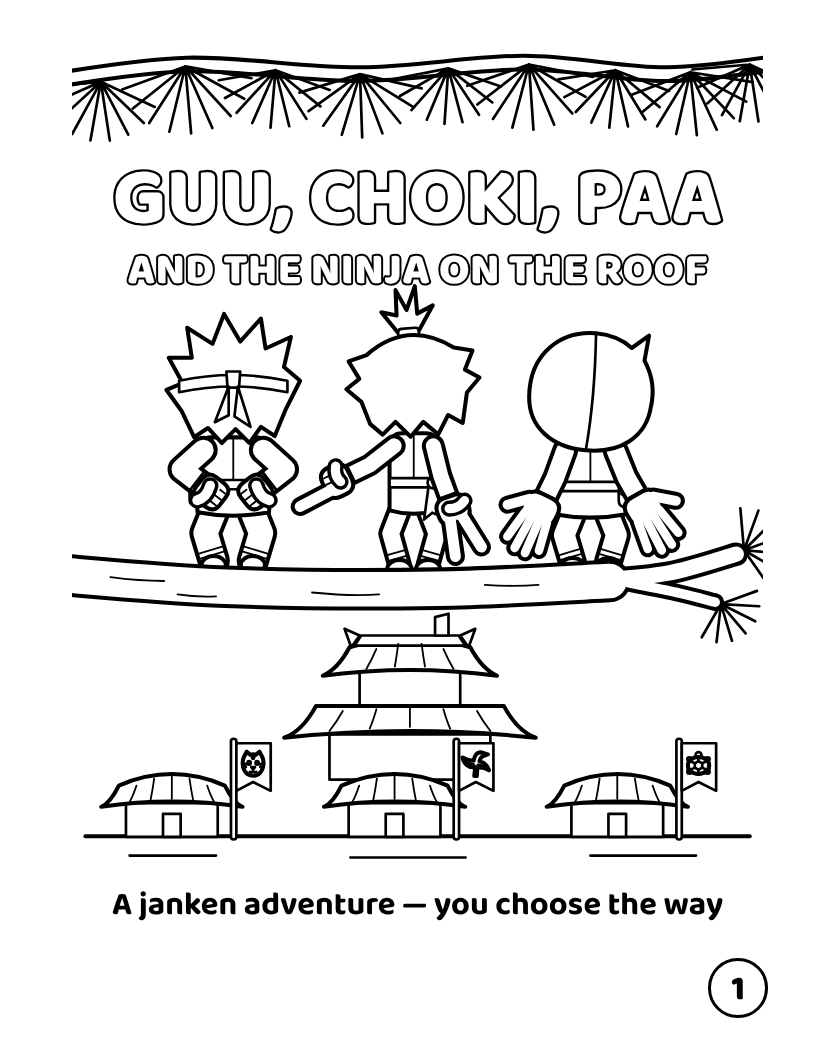 GUU, CHOKI, PAA
AND THE NINJA ON THE ROOF
A janken adventure — you choose the way
1